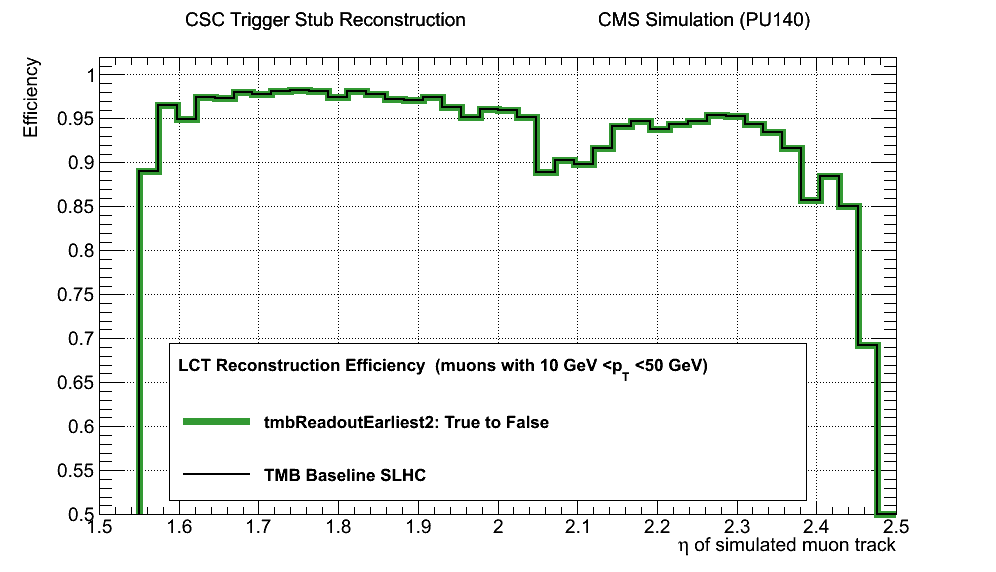 CSC Trigger Stub Reconstruction
CMS Simulation (PU140)
Efficiency
1
0.95
0.9
0.85
0.8
0.75
0.7
0.65
0.6
0.55
0.5
LCT Reconstruction Efficiency (muons with 10 GeV <pT <50 GeV)
tmbReadoutEarliest2: True to False
TMB Baseline SLHC
1.5 1.6 1.7 1.8 1.9 2 2.1 2.2 2.3 2.4 2.5
η of simulated muon track